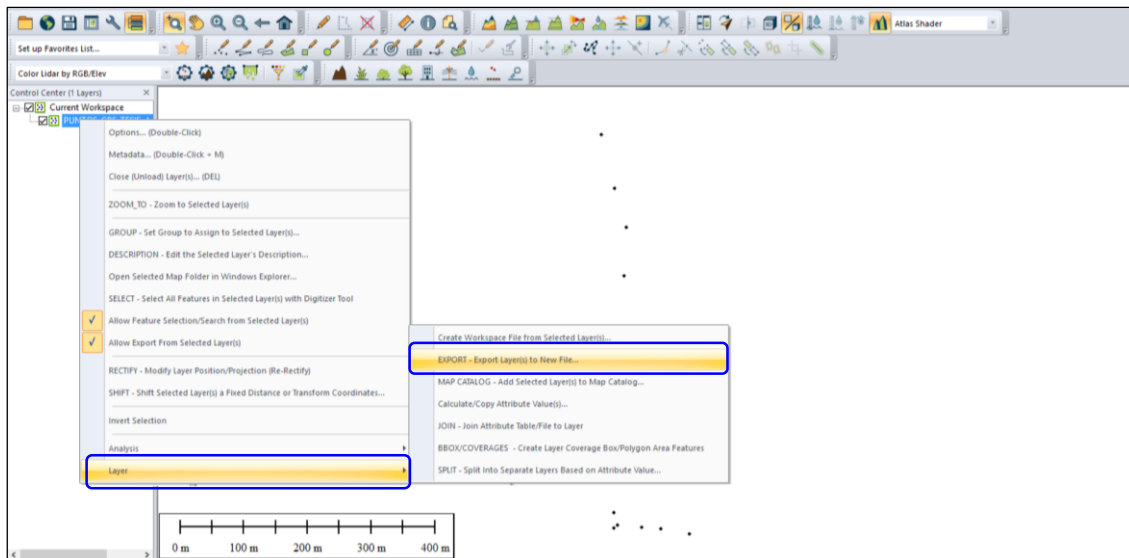 Atlas Shader
Set up Favorites List...
Color Lidar by RGB/Elev
Control Center (1 Layers)
Current Workspace
Options... (Double-Click)
Metadata... (Double-Click + M)
Close (Unload) Layer(s)... (DEL)
ZOOM_TO - Zoom to Selected Layer(s)
GROUP - Set Group to Assign to Selected Layer(s)...
DESCRIPTION - Edit the Selected Layer's Description...
Open Selected Map Folder in Windows Explorer...
SELECT - Select All Features in Selected Layer(s) with Digitizer Tool
Allow Feature Selection/Search from Selected Layer(s)
Allow Export From Selected Layer(s)
RECTIFY - Modify Layer Position/Projection (Re-Rectify)
SHIFT - Shift Selected Layer(s) a Fixed Distance or Transform Coordinates...
Invert Selection
Analysis
Layer
Create Workspace File from Selected Layer(s)...
EXPORT - Export Layer(s) to New File...
MAP CATALOG - Add Selected Layer(s) to Map Catalog...
Calculate/Copy Attribute Value(s)...
JOIN - Join Attribute Table/File to Layer
BBOX/COVERAGES - Create Layer Coverage Box/Polygon Area Features
SPLIT - Split Into Separate Layers Based on Attribute Value...
0 m 100 m 200 m 300 m 400 m